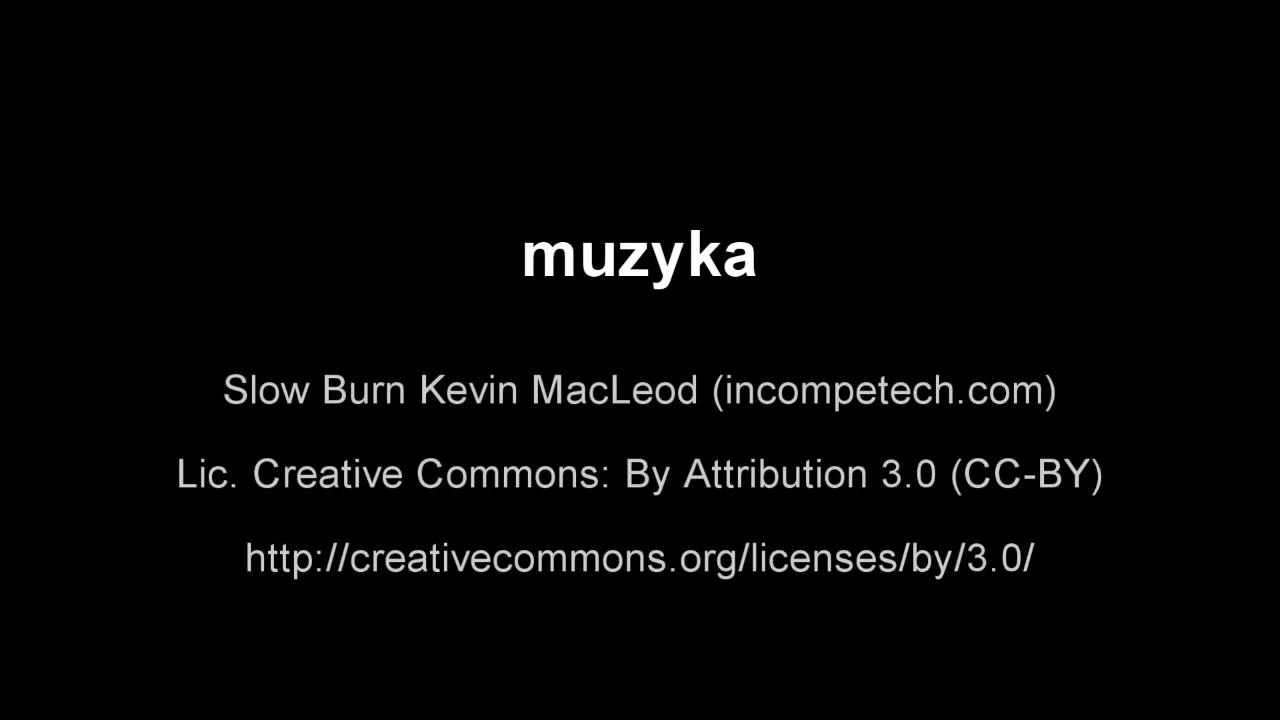 muzyka
Slow Burn Kevin MacLeod (incompetech.com)
Lic. Creative Commons: By Attribution 3.0 (CC-BY)
http://creativecommons.org/licenses/by/3.0/